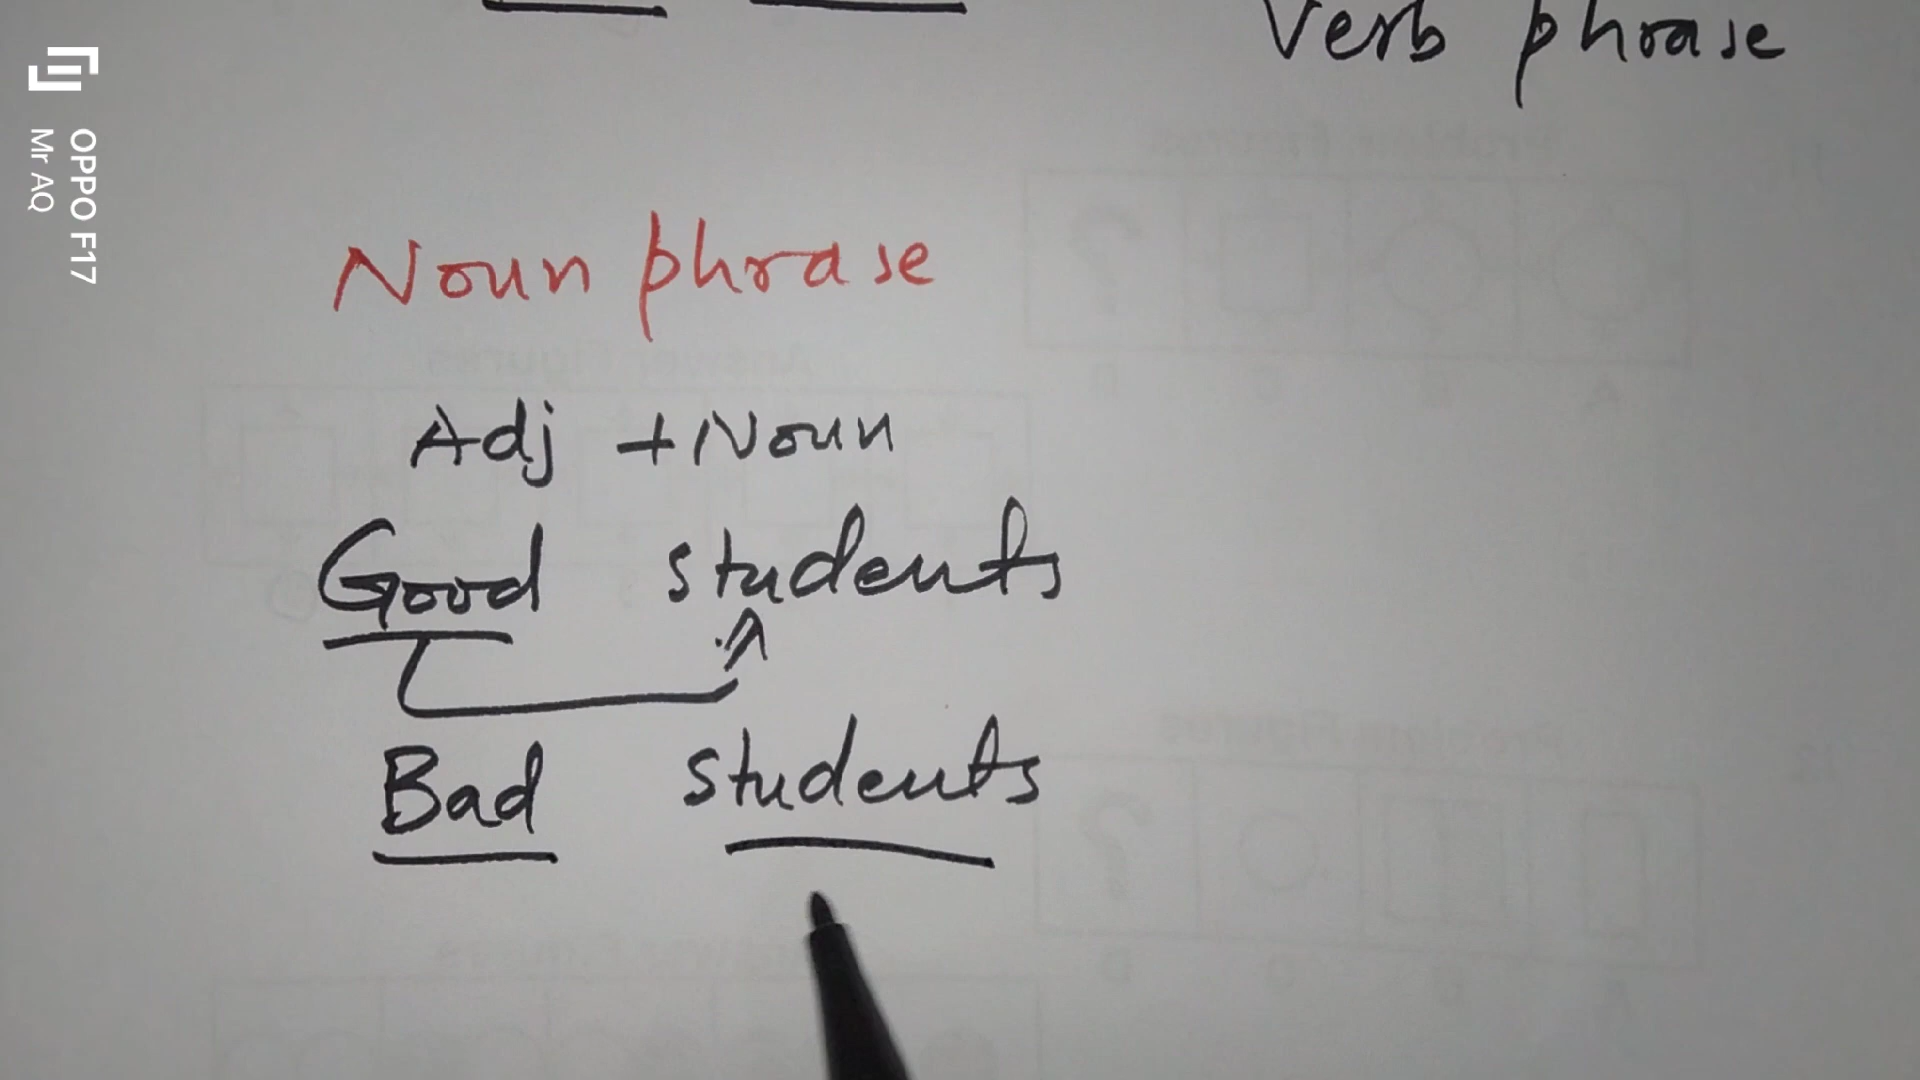 Verb phrase
OPPO F17
Mr AQ
Noun phrase
Adj + Noun
Good students
Bad students